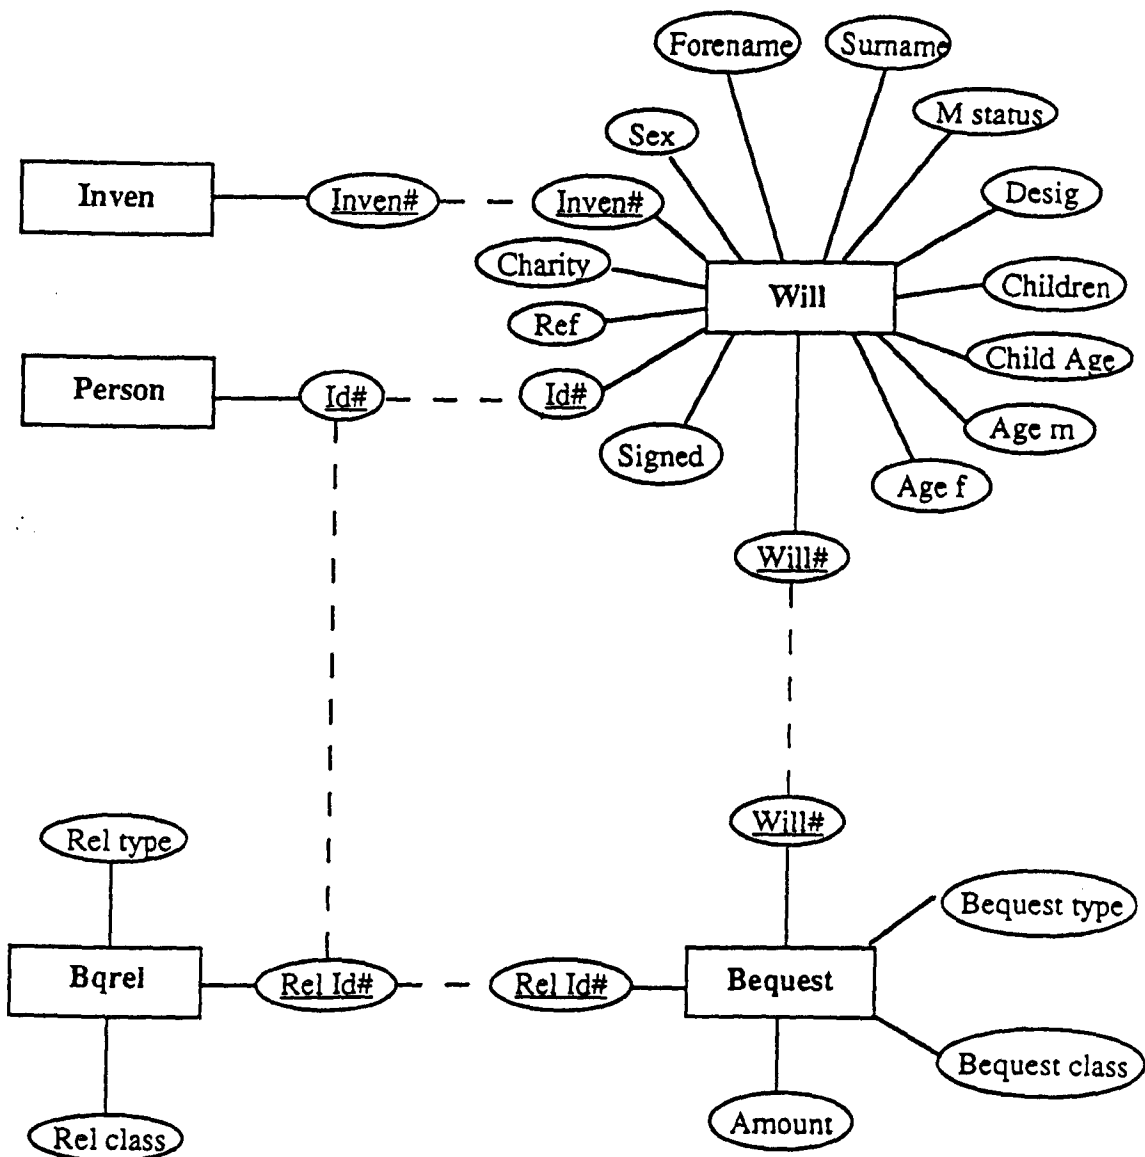 Forename
Surname
M status
Sex
Desig
Inven
Inven#
Inven#
Charity
Will
Children
Ref
Child Age
Person
Id#
Id#
Age m
Signed
Age f
Will#
Will#
Rel type
Bequest type
Bqrel
Rel Id#
Rel Id#
Bequest
Bequest class
Amount
Rel class